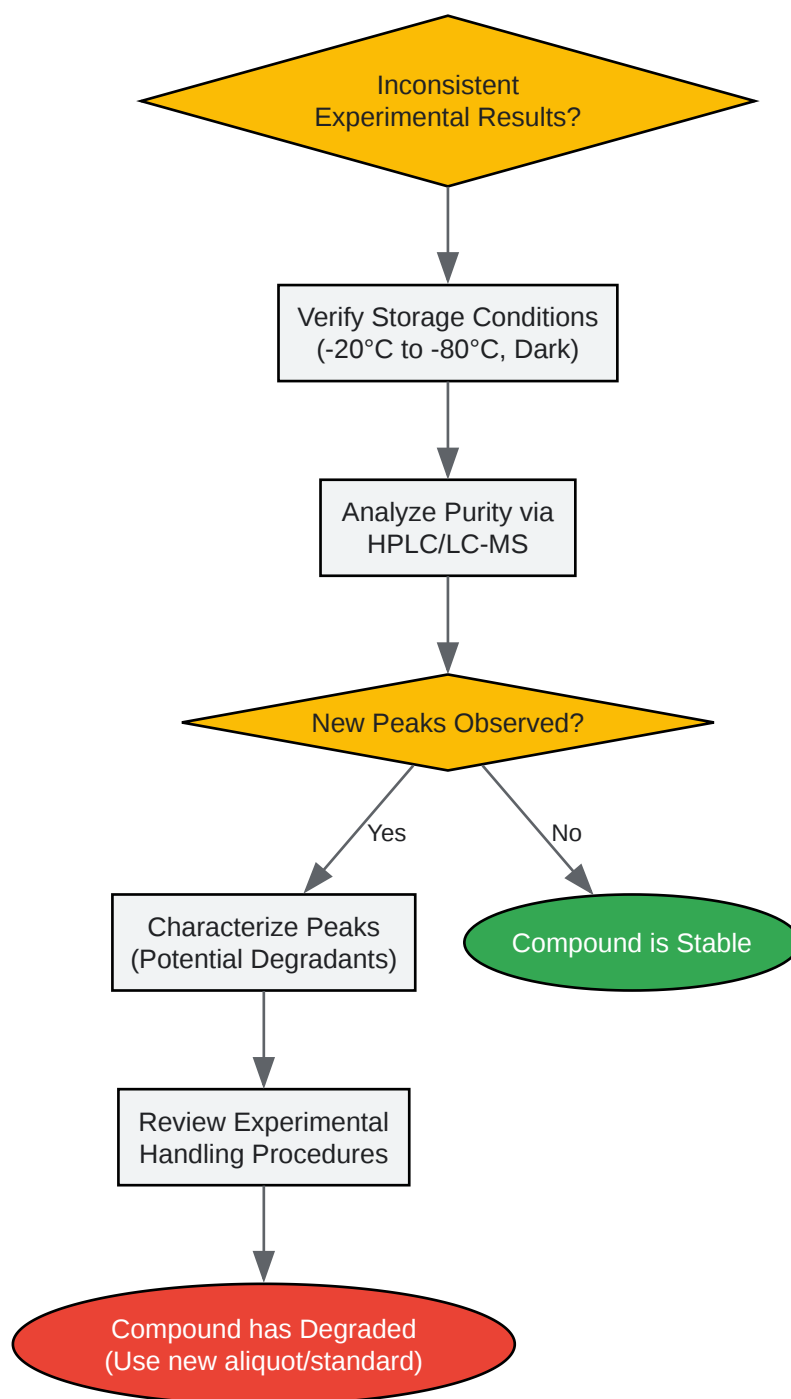 Inconsistent
Experimental Results?
Verify Storage Conditions
(-20°C to -80°C, Dark)
Analyze Purity via
HPLC/LC-MS
New Peaks Observed?
Yes
No
Characterize Peaks
(Potential Degradants)
Compound is Stable
Review Experimental
Handling Procedures
Compound has Degraded
(Use new aliquot/standard)